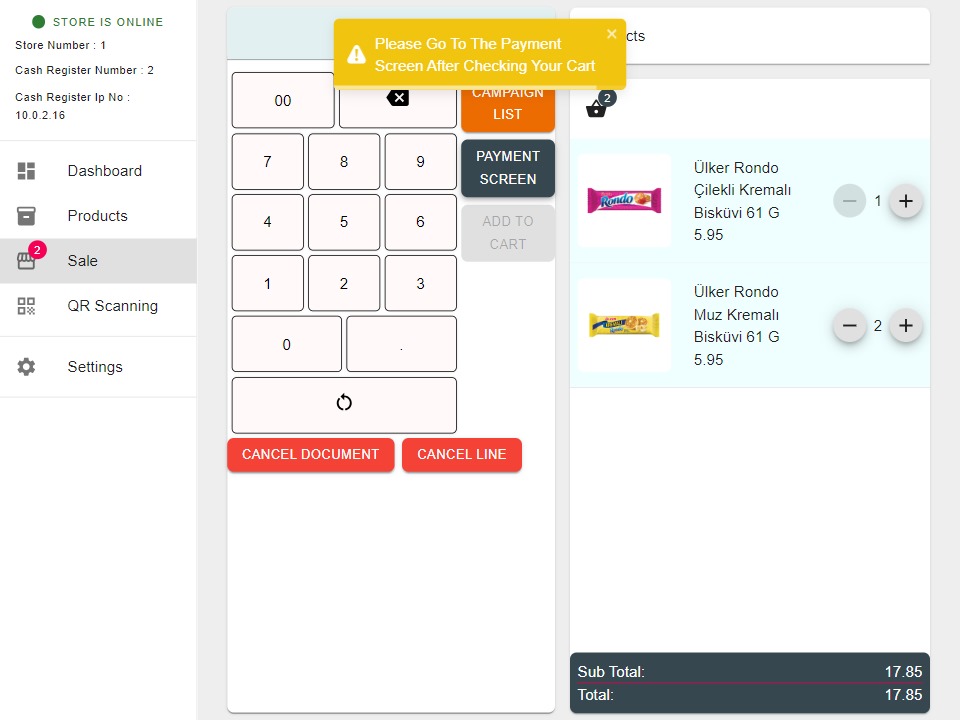 STORE IS ONLINE
Store Number : 1
Cash Register Number : 2
Cash Register Ip No :
10.0.2.16
Dashboard
Products
2
Sale
QR Scanning
Settings
Please Go To The Payment
Screen After Checking Your Cart
×
00
7
8
9
4
5
6
1
2
3
0
.
CAMPAIGN
LIST
PAYMENT
SCREEN
ADD TO
CART
CANCEL DOCUMENT
CANCEL LINE
cts
2
Rondo
Ülker Rondo
Çilekli Kremalı
Bisküvi 61 G
5.95
1
Ülker Rondo
Muz Kremalı
Bisküvi 61 G
5.95
2
Sub Total: 17.85
Total: 17.85